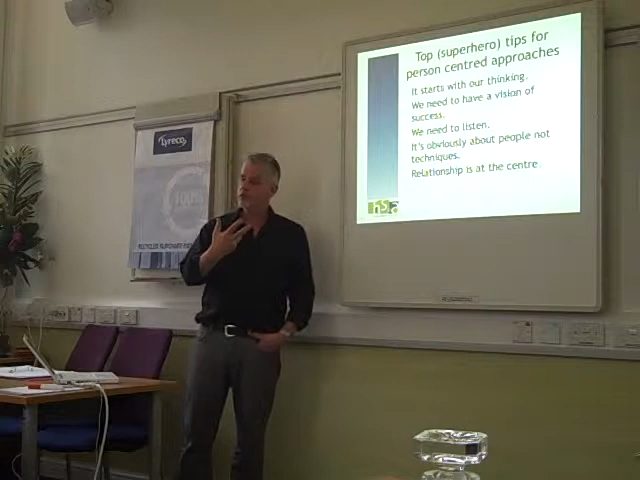 Top (superhero) tips for
person centred approaches
It starts with our thinking.
We need to have a vision of
success.
We need to listen.
It's obviously about people not
techniques.
Relationship is at the centre.
hsa
Lyreco
100%